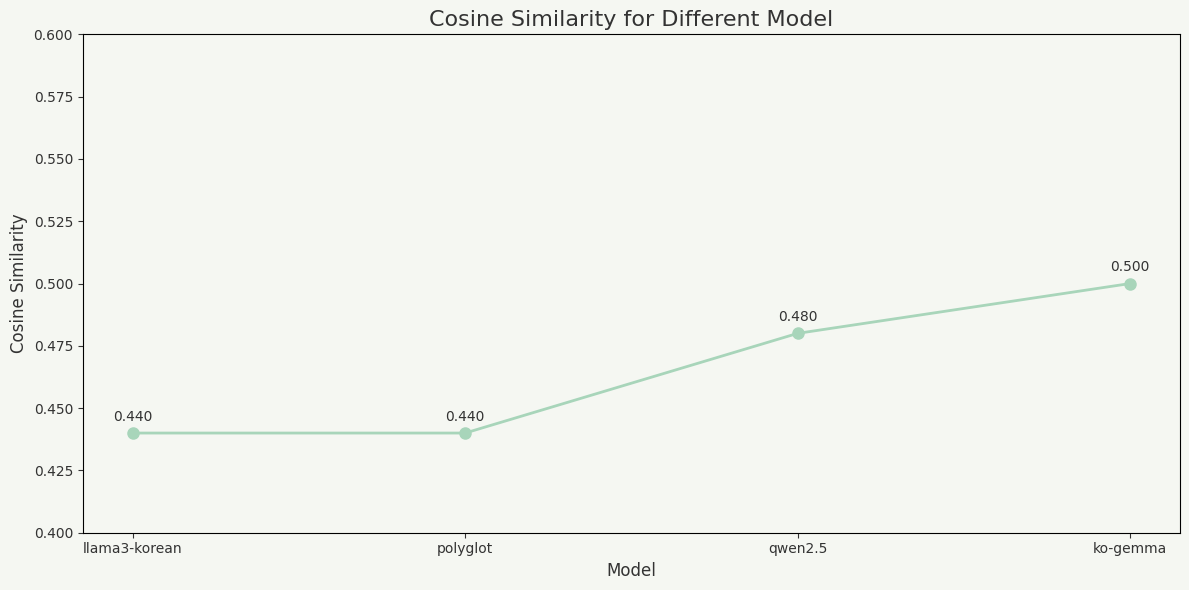 Cosine Similarity for Different Model
0.600
0.575
0.550
0.525
0.500
0.475
0.450
0.425
0.400
Cosine Similarity
0.440
0.440
0.480
0.500
llama3-korean
polyglot
qwen2.5
ko-gemma
Model